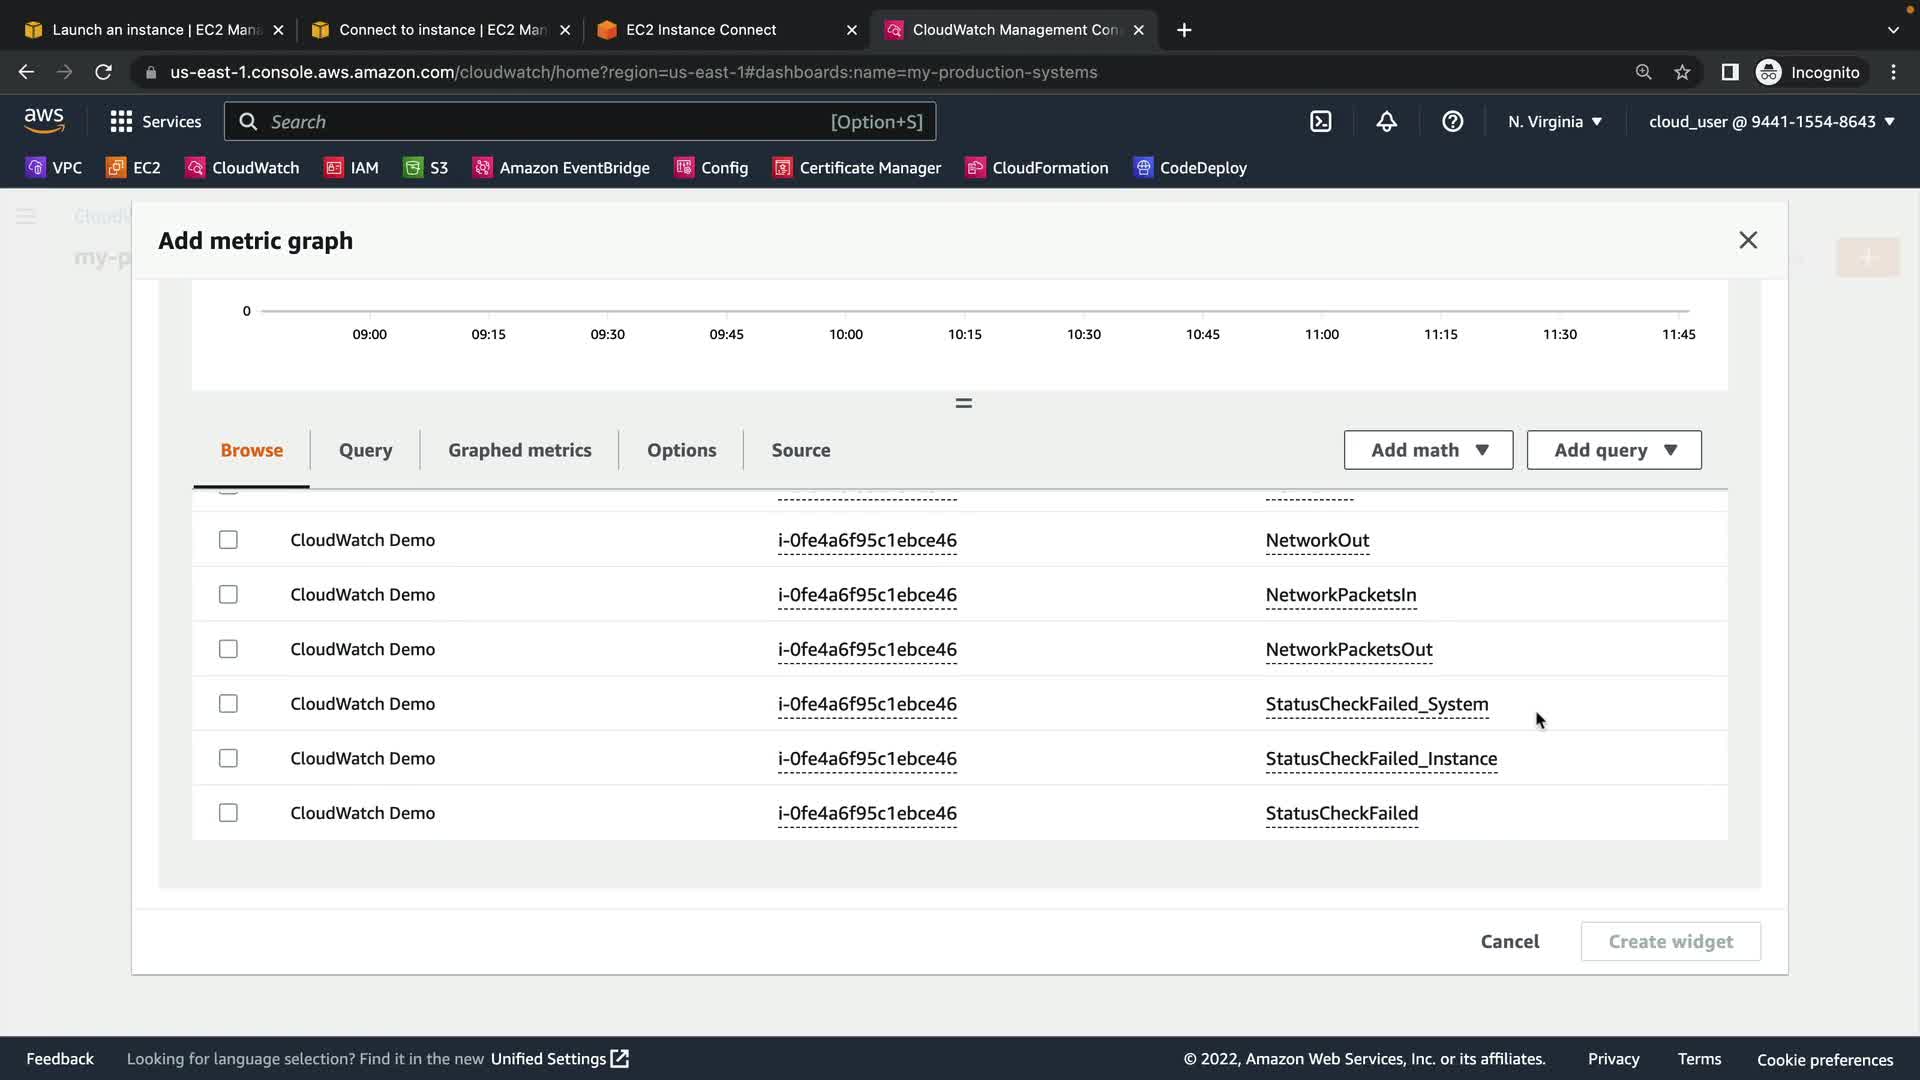 Launch an instance | EC2 Mana
Connect to instance | EC2 Man
EC2 Instance Connect
CloudWatch Management Con
us-east-1.console.aws.amazon.com/cloudwatch/home?region=us-east-1#dashboards:name=my-production-systems
Incognito
aws
Services
Search
[Option+S]
N. Virginia
cloud_user @ 9441-1554-8643
VPC
EC2
CloudWatch
IAM
S3
Amazon EventBridge
Config
Certificate Manager
CloudFormation
CodeDeploy
CloudW
my-p
Add metric graph
0
09:00 09:15 09:30 09:45 10:00 10:15 10:30 10:45 11:00 11:15 11:30 11:45
Browse
Query
Graphed metrics
Options
Source
Add math
Add query
CloudWatch Demo i-0fe4a6f95c1ebce46 NetworkOut
CloudWatch Demo i-0fe4a6f95c1ebce46 NetworkPacketsIn
CloudWatch Demo i-0fe4a6f95c1ebce46 NetworkPacketsOut
CloudWatch Demo i-0fe4a6f95c1ebce46 StatusCheckFailed_System
CloudWatch Demo i-0fe4a6f95c1ebce46 StatusCheckFailed_Instance
CloudWatch Demo i-0fe4a6f95c1ebce46 StatusCheckFailed
Cancel
Create widget
Feedback
Looking for language selection? Find it in the new Unified Settings
© 2022, Amazon Web Services, Inc. or its affiliates.
Privacy
Terms
Cookie preferences